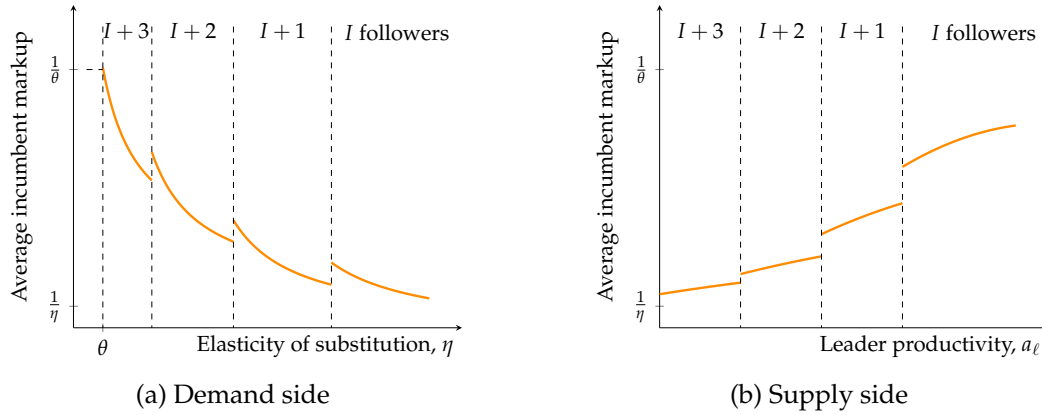 Average incumbent markup
1/θ
1/η
I + 3
I + 2
I + 1
I followers
θ
Elasticity of substitution, η
(a) Demand side
Average incumbent markup
1/θ
1/η
I + 3
I + 2
I + 1
I followers
Leader productivity, aℓ
(b) Supply side